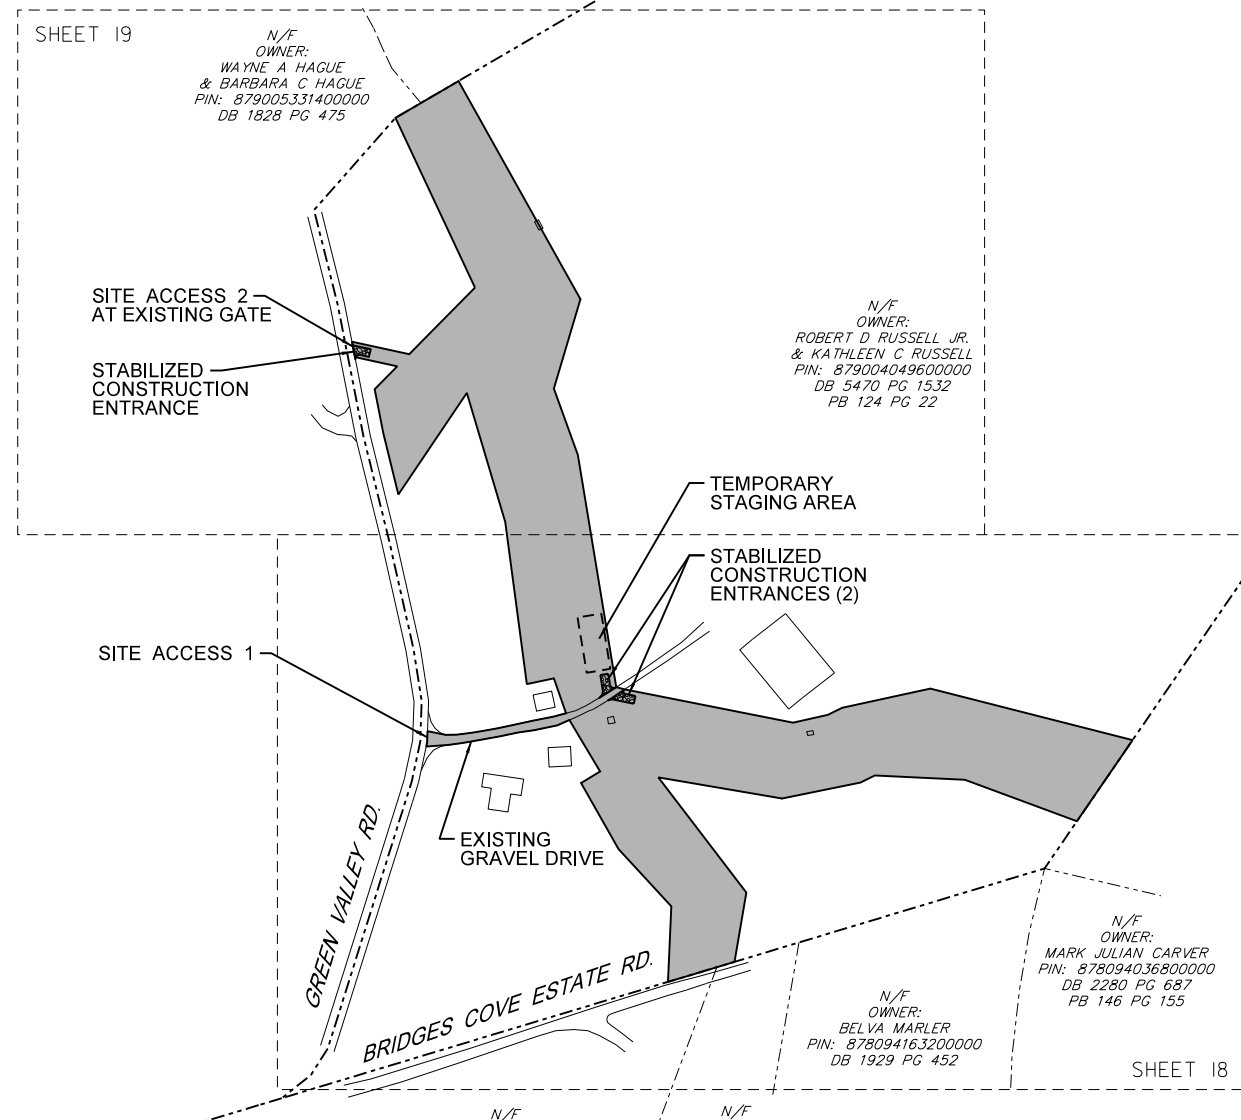 SHEET 19
N/F
OWNER:
WAYNE A HAGUE
& BARBARA C HAGUE
PIN: 879005331400000
DB 1828 PG 475
SITE ACCESS 2
AT EXISTING GATE
STABILIZED
CONSTRUCTION
ENTRANCE
N/F
OWNER:
ROBERT D RUSSELL JR.
& KATHLEEN C RUSSELL
PIN: 879004049600000
DB 5470 PG 1532
PB 124 PG 22
TEMPORARY
STAGING AREA
STABILIZED
CONSTRUCTION
ENTRANCES (2)
SITE ACCESS 1
EXISTING
GRAVEL DRIVE
GREEN VALLEY RD.
BRIDGES COVE ESTATE RD.
N/F
OWNER:
MARK JULIAN CARVER
PIN: 878094036800000
DB 2280 PG 687
PB 146 PG 155
N/F
OWNER:
BELVA MARLER
PIN: 878094163200000
DB 1929 PG 452
SHEET 18
N/F
N/F